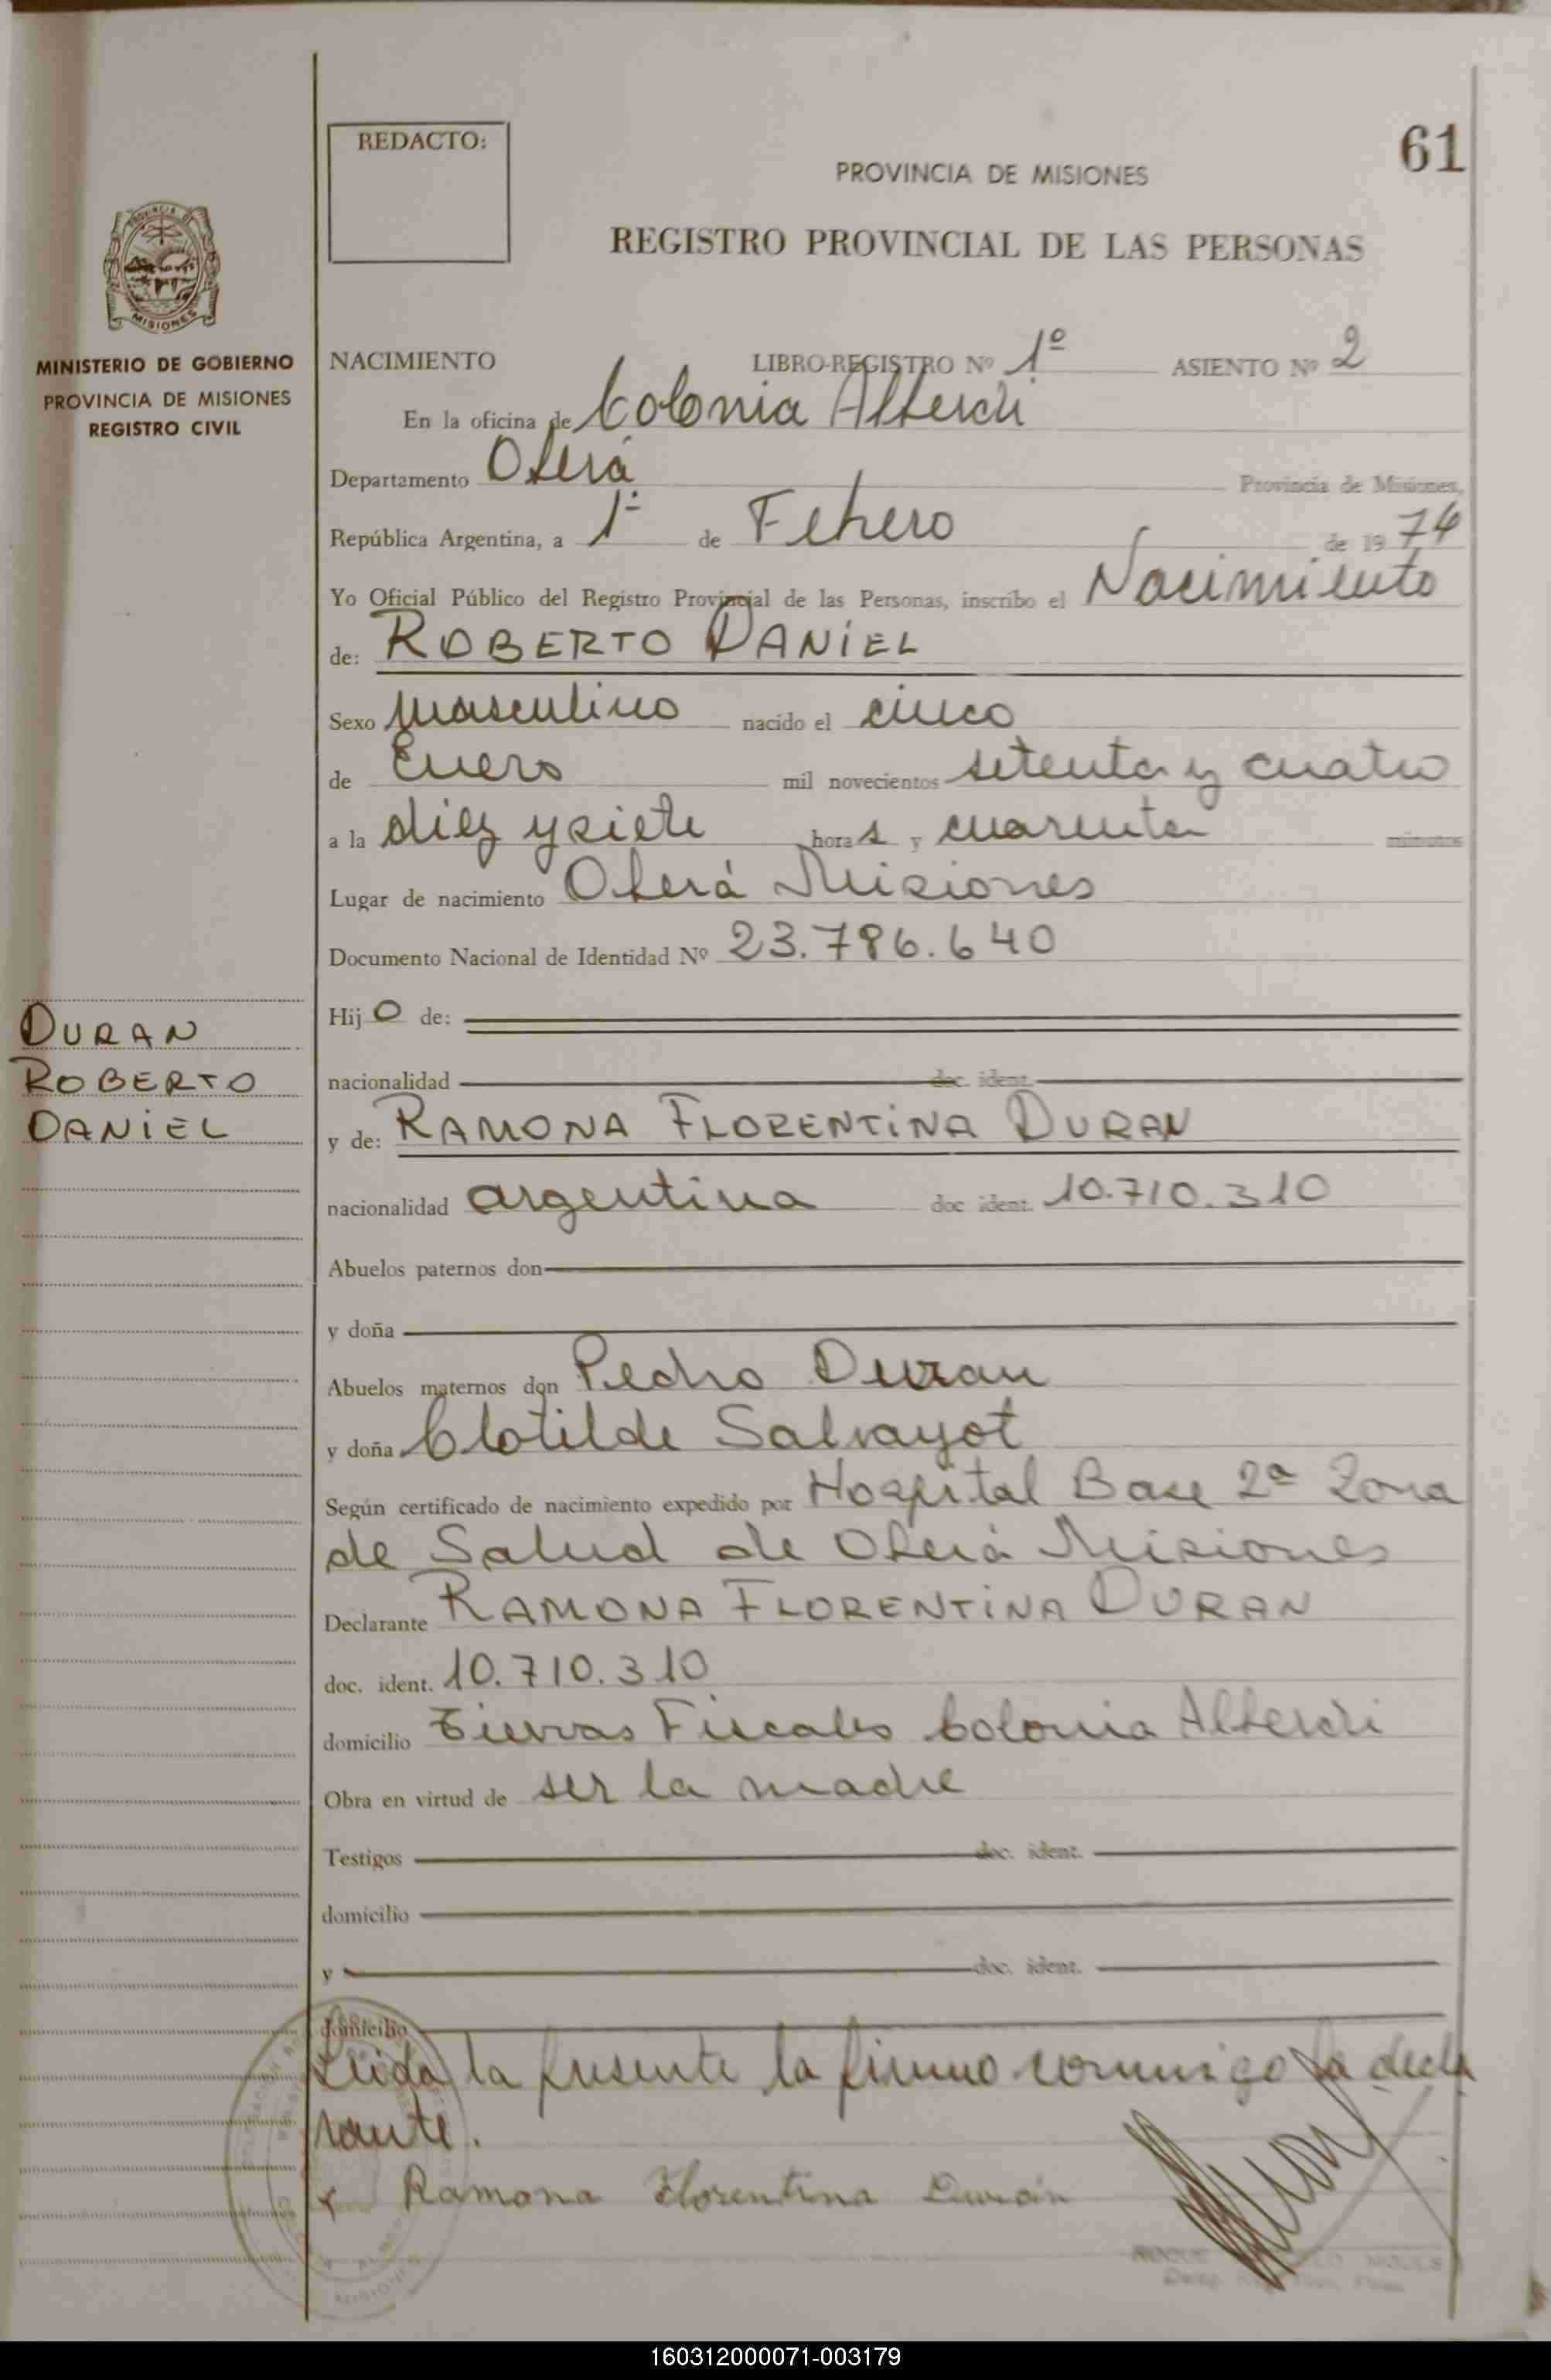 REDACTO:
61
PROVINCIA DE MISIONES
REGISTRO PROVINCIAL DE LAS PERSONAS
MISIONES
MINISTERIO DE GOBIERNO
PROVINCIA DE MISIONES
REGISTRO CIVIL
NACIMIENTO LIBRO-REGISTRO Nº 1º ASIENTO Nº 2
En la oficina de Colonia Alberdi
Departamento Oberá Provincia de Misiones,
República Argentina, a 1º de Febrero de 1974
Yo Oficial Público del Registro Provincial de las Personas, inscribo el Nacimiento
de: ROBERTO DANIEL
Sexo masculino nacido el cinco
de Enero mil novecientos setenta y cuatro
a la diez y siete horas y cuarenta minutos
Lugar de nacimiento Oberá Misiones
Documento Nacional de Identidad Nº 23.786.640
Hijo de:
DURAN
ROBERTO
DANIEL
nacionalidad doc. ident.
y de: RAMONA FLORENTINA DURAN
nacionalidad argentina doc ident. 10.710.310
Abuelos paternos don
y doña
Abuelos maternos don Pedro Duran
y doña Clotilde Salvayot
Según certificado de nacimiento expedido por Hospital Base 2ª Zona
de Salud de Oberá Misiones
Declarante RAMONA FLORENTINA DURAN
doc. ident. 10.710.310
domicilio Tierras Fiscales Colonia Alberdi
Obra en virtud de ser la madre
Testigos doc. ident.
domicilio
y doc. ident.
domicilio
Leida la presente la firma conmigo la decla
rante.
Ramona Florentina Durán
ROQUE
160312000071-003179